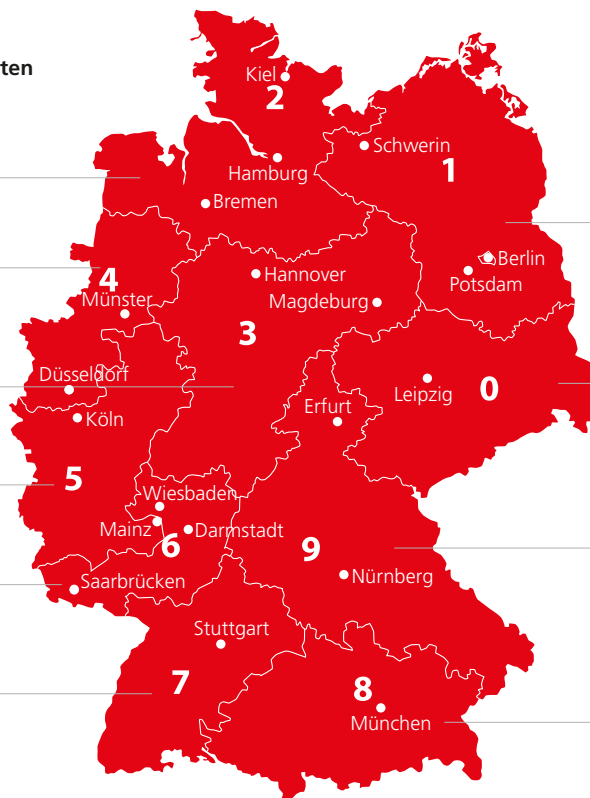 ten
Kiel
2
Schwerin
1
Hamburg
Bremen
Berlin
Potsdam
4
Hannover
Magdeburg
Münster
3
Düsseldorf
Leipzig
0
Erfurt
Köln
5
Wiesbaden
Mainz
Darmstadt
6
9
Nürnberg
Saarbrücken
Stuttgart
7
8
München